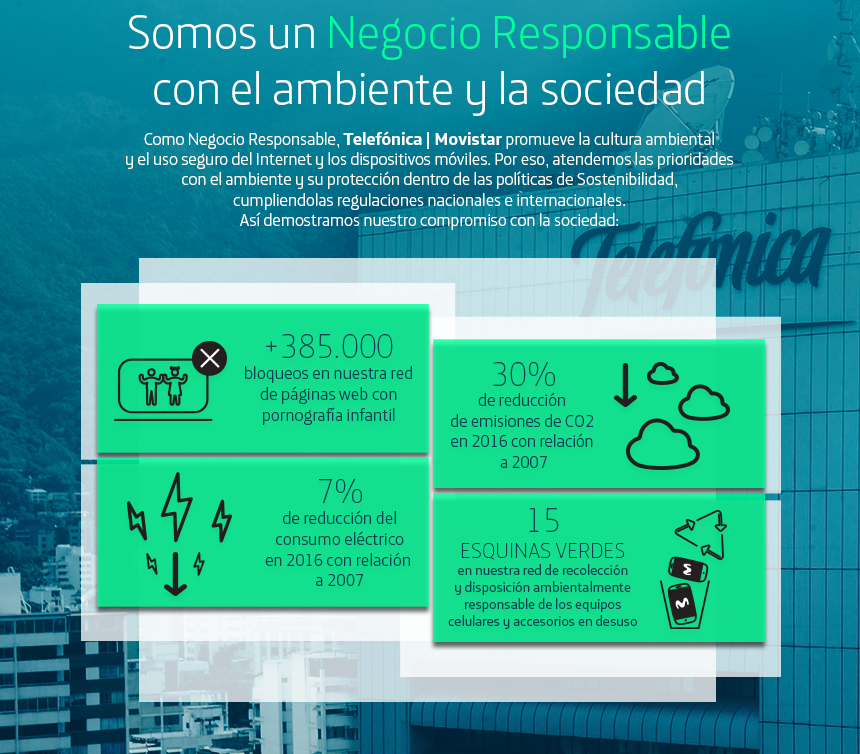 Somos un Negocio Responsable
con el ambiente y la sociedad
Como Negocio Responsable, Telefónica | Movistar promueve la cultura ambiental
y el uso seguro del Internet y los dispositivos móviles. Por eso, atendemos las prioridades
con el ambiente y su protección dentro de las políticas de Sostenibilidad,
cumpliendolas regulaciones nacionales e internacionales.
Así demostramos nuestro compromiso con la sociedad:
Telefónica
+385.000
bloqueos en nuestra red
de páginas web con
pornografía infantil
30%
de reducción
de emisiones de CO2
en 2016 con relación
a 2007
7%
de reducción del
consumo eléctrico
en 2016 con relación
a 2007
15
ESQUINAS VERDES
en nuestra red de recolección
y disposición ambientalmente
responsable de los equipos
celulares y accesorios en desuso